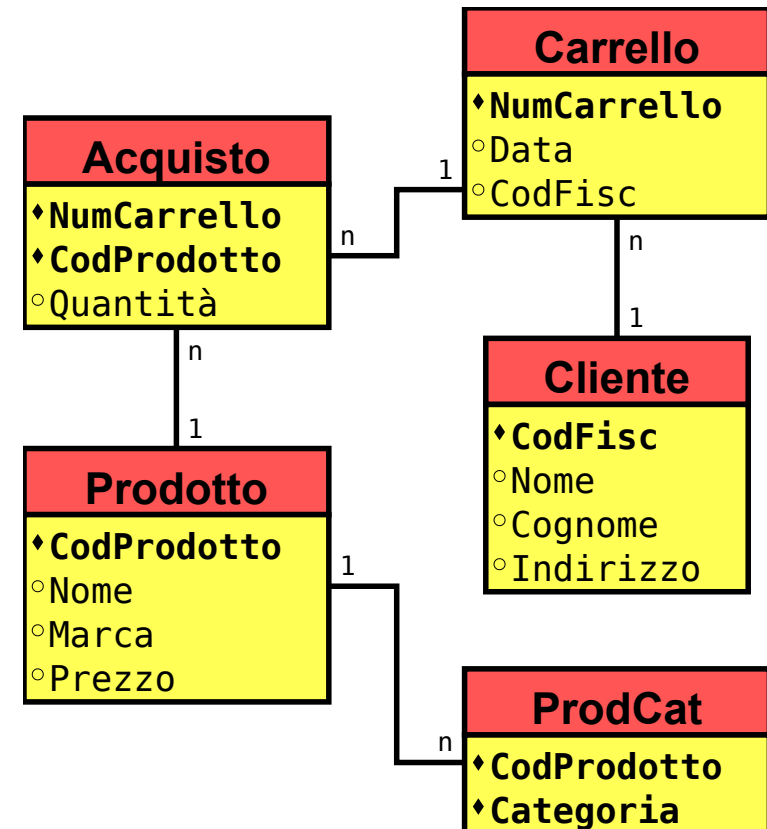 Carrello
NumCarrello
Data
CodFisc
Acquisto
NumCarrello
CodProdotto
Quantità
n
1
n
1
Cliente
CodFisc
Nome
Cognome
Indirizzo
n
1
Prodotto
CodProdotto
Nome
Marca
Prezzo
1
n
ProdCat
CodProdotto
Categoria